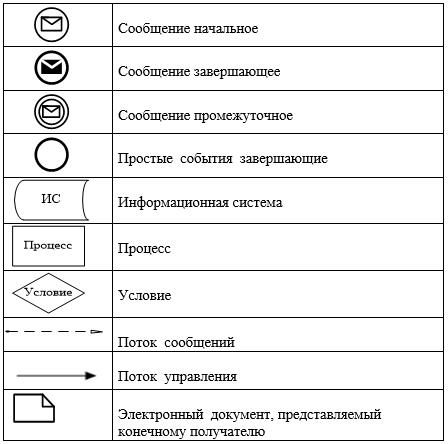 Сообщение начальное
Сообщение завершающее
Сообщение промежуточное
Простые события завершающие
ИС
Информационная система
Процесс
Процесс
Условие
Условие
Поток сообщений
Поток управления
Электронный документ, представляемый
конечному получателю